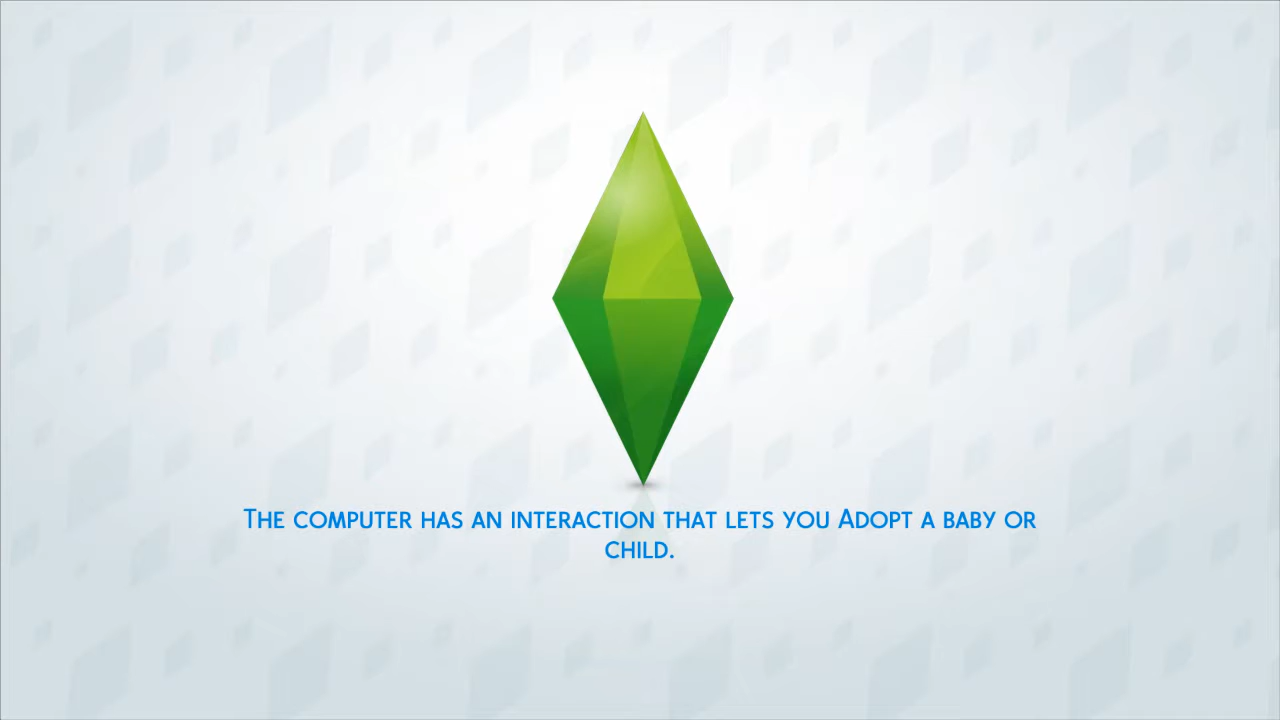 The computer has an interaction that lets you Adopt a baby or
child.